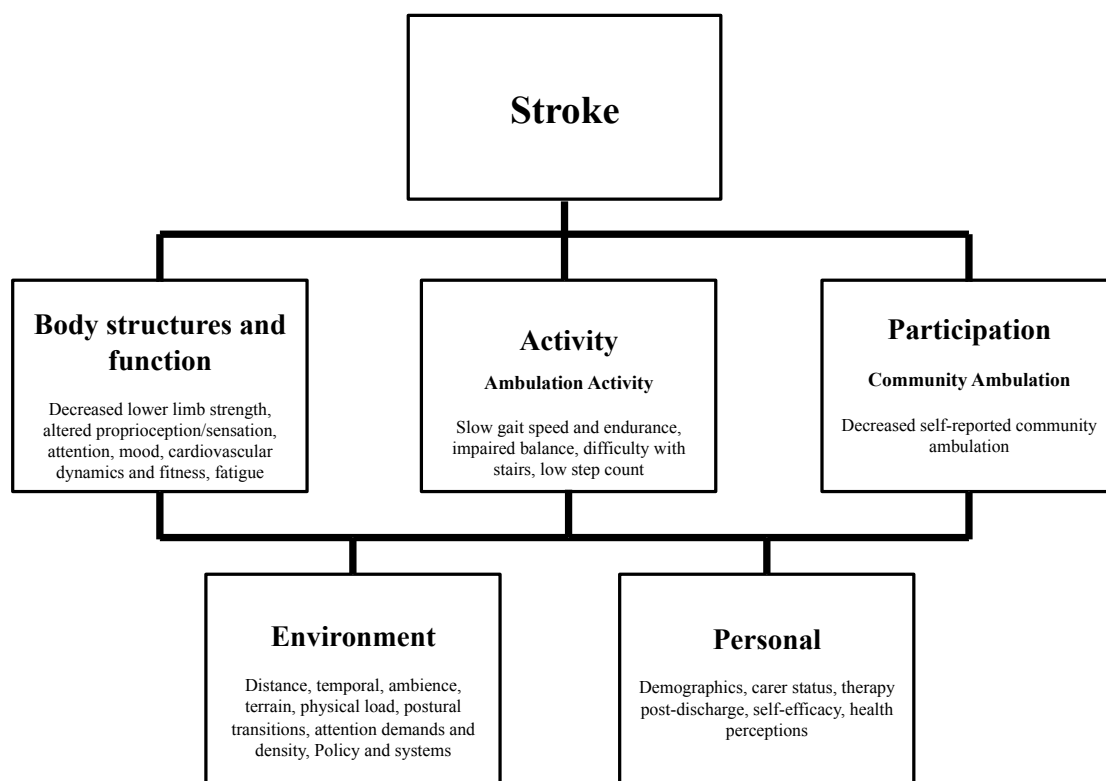 Stroke
Body structures and
function
Decreased lower limb strength,
altered proprioception/sensation,
attention, mood, cardiovascular
dynamics and fitness, fatigue
Activity
Ambulation Activity
Slow gait speed and endurance,
impaired balance, difficulty with
stairs, low step count
Participation
Community Ambulation
Decreased self-reported community
ambulation
Environment
Distance, temporal, ambience,
terrain, physical load, postural
transitions, attention demands and
density, Policy and systems
Personal
Demographics, carer status, therapy
post-discharge, self-efficacy, health
perceptions